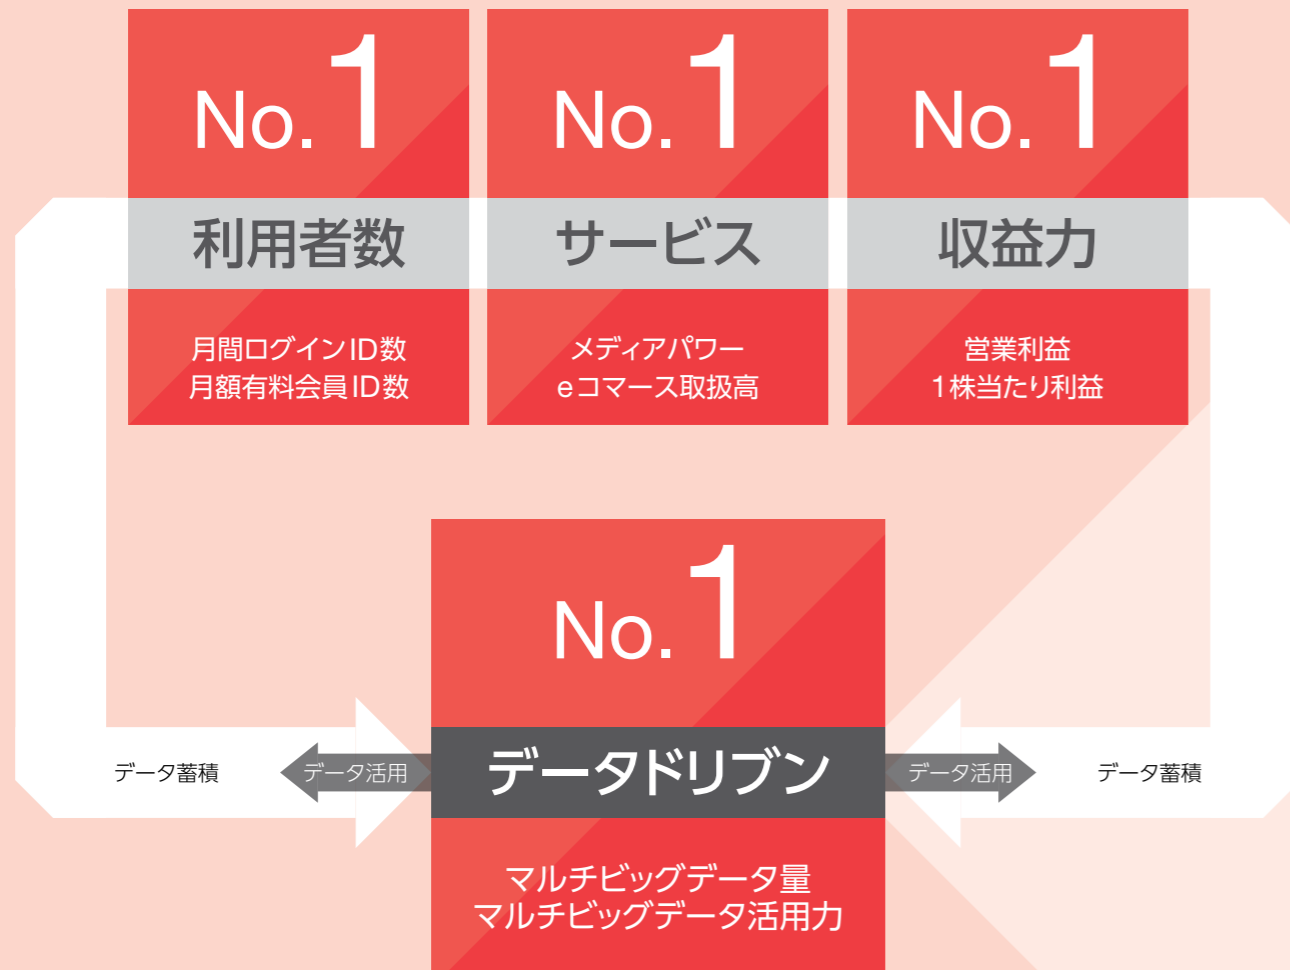 No.1
利用者数
月間ログインID数
月額有料会員ID数
No.1
サービス
メディアパワー
eコマース取扱高
No.1
収益力
営業利益
1株当たり利益
No.1
データ蓄積
データ活用
データドリブン
データ活用
データ蓄積
マルチビッグデータ量
マルチビッグデータ活用力